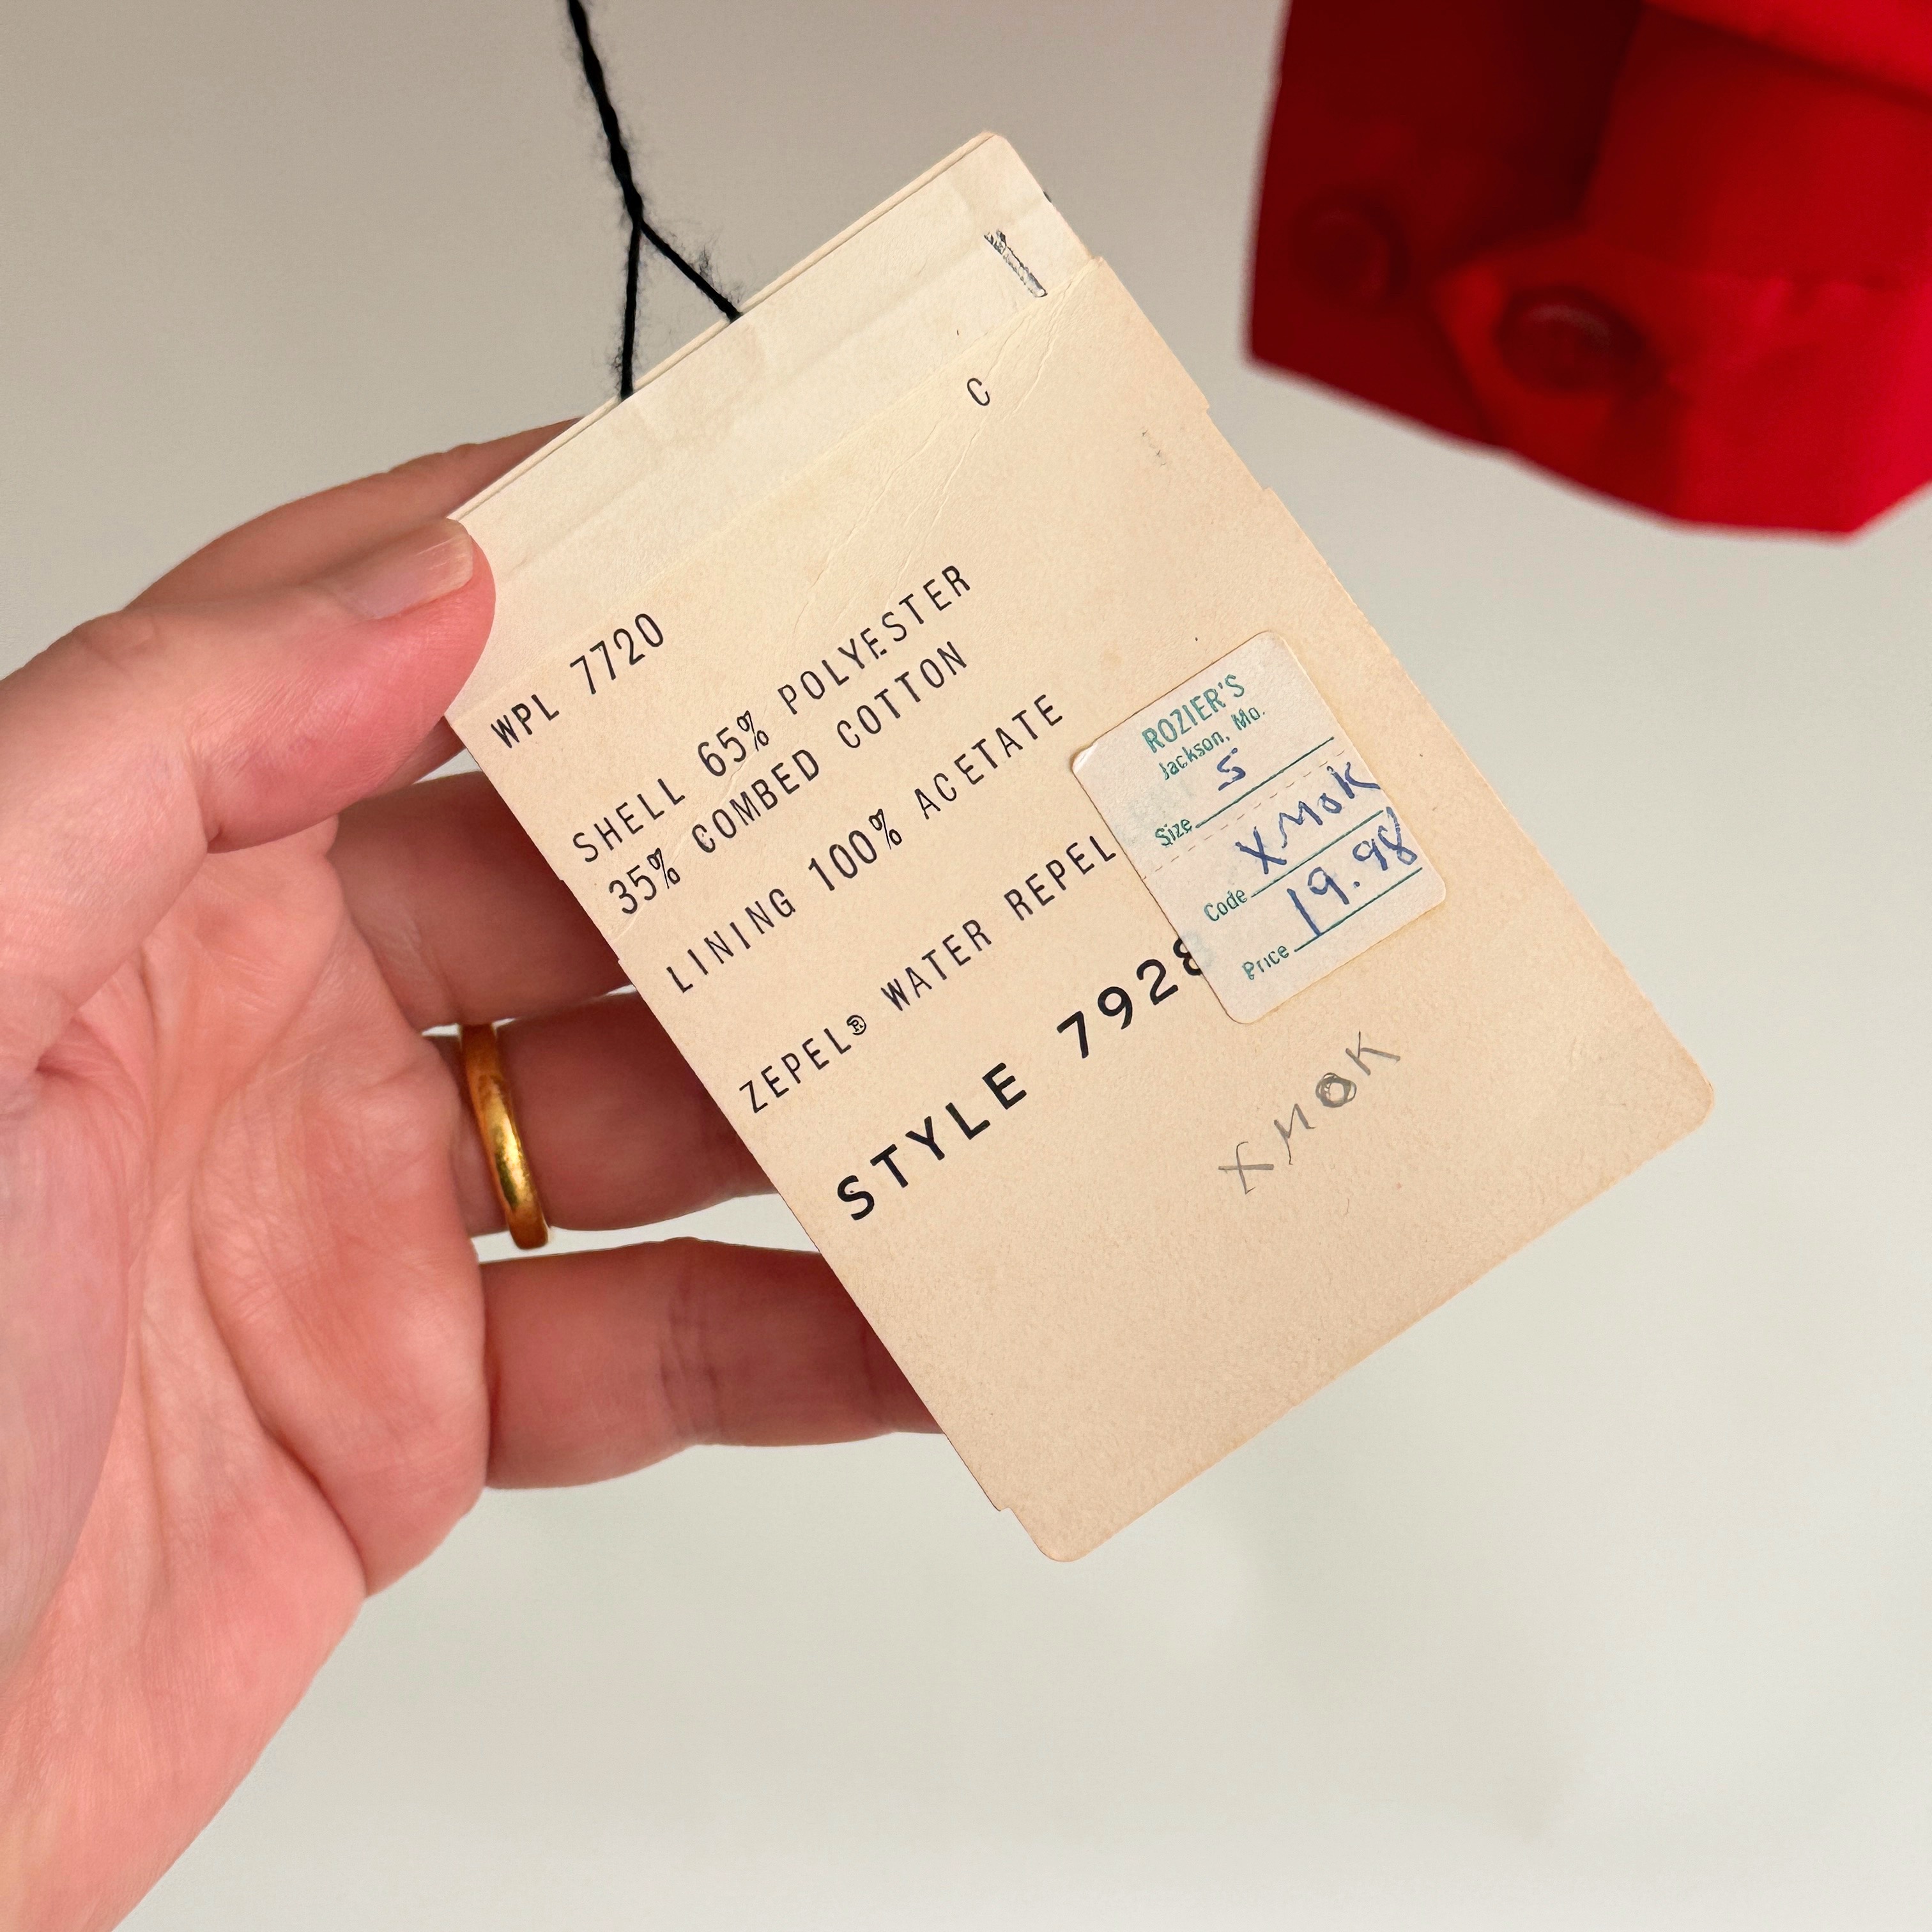 C
WPL 7720
SHELL 65% POLYESTER
35% COMBED COTTON
LINING 100% ACETATE
ZEPEL® WATER REPEL
STYLE 7928
ROZIER'S
Jackson, Mo.
Size S
Code XMOK
Price 19.98
XMOK